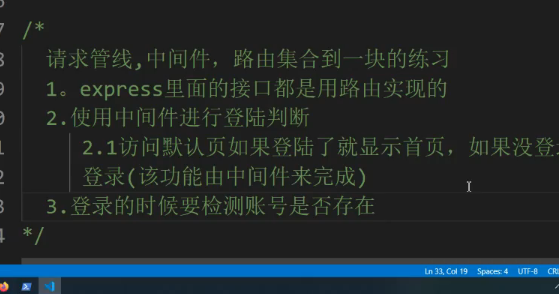 /*
请求管线,中间件，路由集合到一块的练习
1。express里面的接口都是用路由实现的
2.使用中间件进行登陆判断
2.1访问默认页如果登陆了就显示首页，如果没登
登录(该功能由中间件来完成)
3.登录的时候要检测账号是否存在
*/
Ln 33, Col 19 Spaces: 4 UTF-8